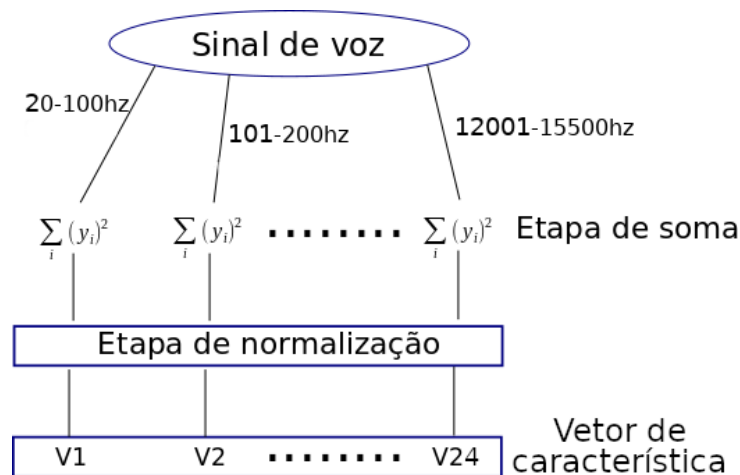 Sinal de voz
20-100hz
101-200hz
12001-15500hz
∑ᵢ (yᵢ)² ∑ᵢ (yᵢ)² ........ ∑ᵢ (yᵢ)² Etapa de soma
Etapa de normalização
V1 V2 ........ V24
Vetor de
característica